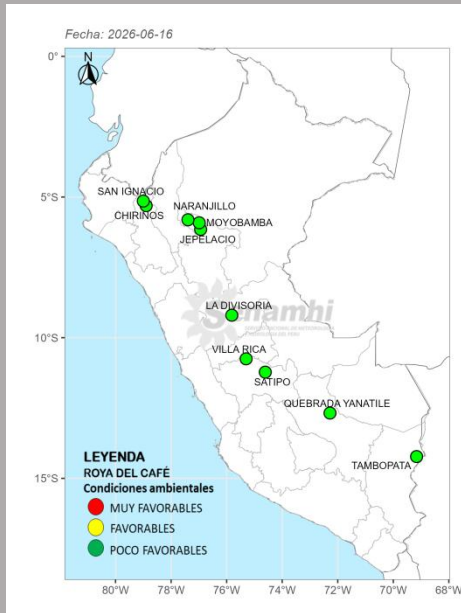 Fecha: 2026-06-16
0°
N
SAN IGNACIO
NARANJILLO
5°S
CHIRINOS
MOYOBAMBA
JEPELACIO
LA DIVISORIA
Senamhi
10°S
VILLA RICA
SATIPO
QUEBRADA YANATILE
TAMBOPATA
15°S
LEYENDA
ROYA DEL CAFÉ
Condiciones ambientales
MUY FAVORABLES
FAVORABLES
POCO FAVORABLES
80°W 78°W 76°W 74°W 72°W 70°W 68°W